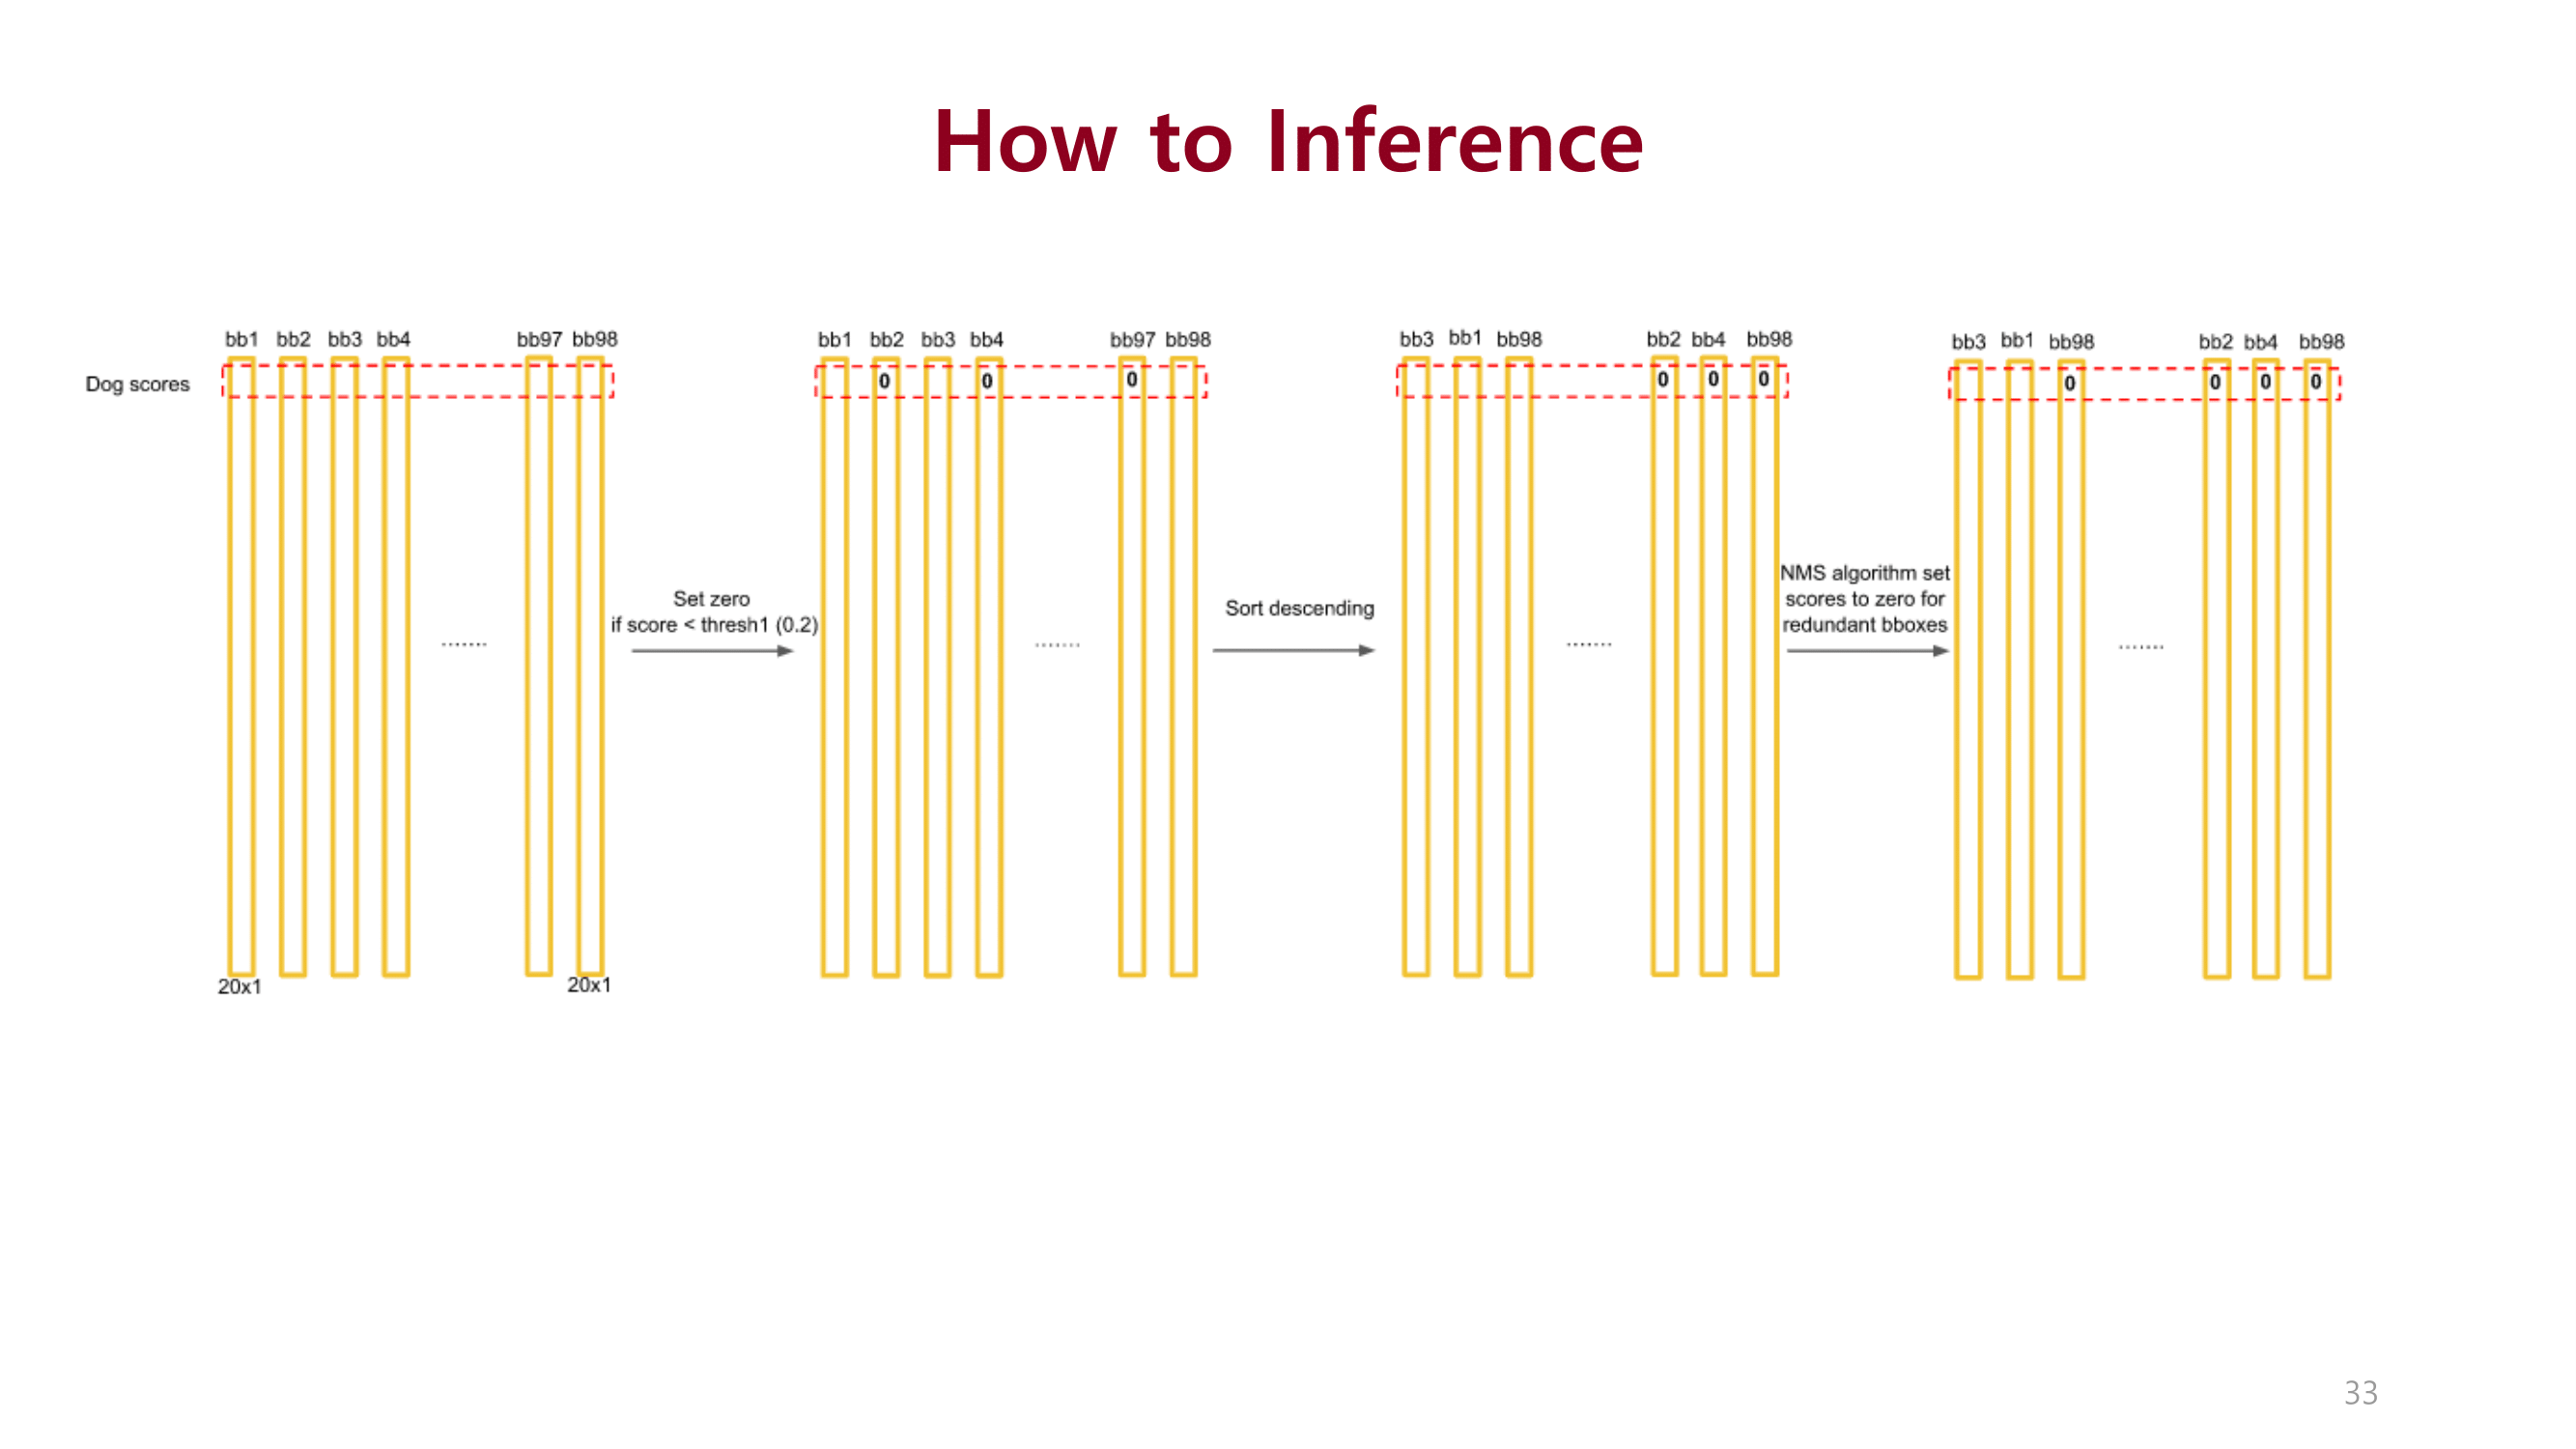 How to Inference
bb1 bb2 bb3 bb4 bb97 bb98
bb1 bb2 bb3 bb4 bb97 bb98
bb3 bb1 bb98 bb2 bb4 bb98
bb3 bb1 bb98 bb2 bb4 bb98
Dog scores
0 0 0
0 0 0
0 0 0 0
.......
Set zero
if score < thresh1 (0.2)
.......
Sort descending
.......
NMS algorithm set
scores to zero for
redundant bboxes
.......
20x1 20x1
33